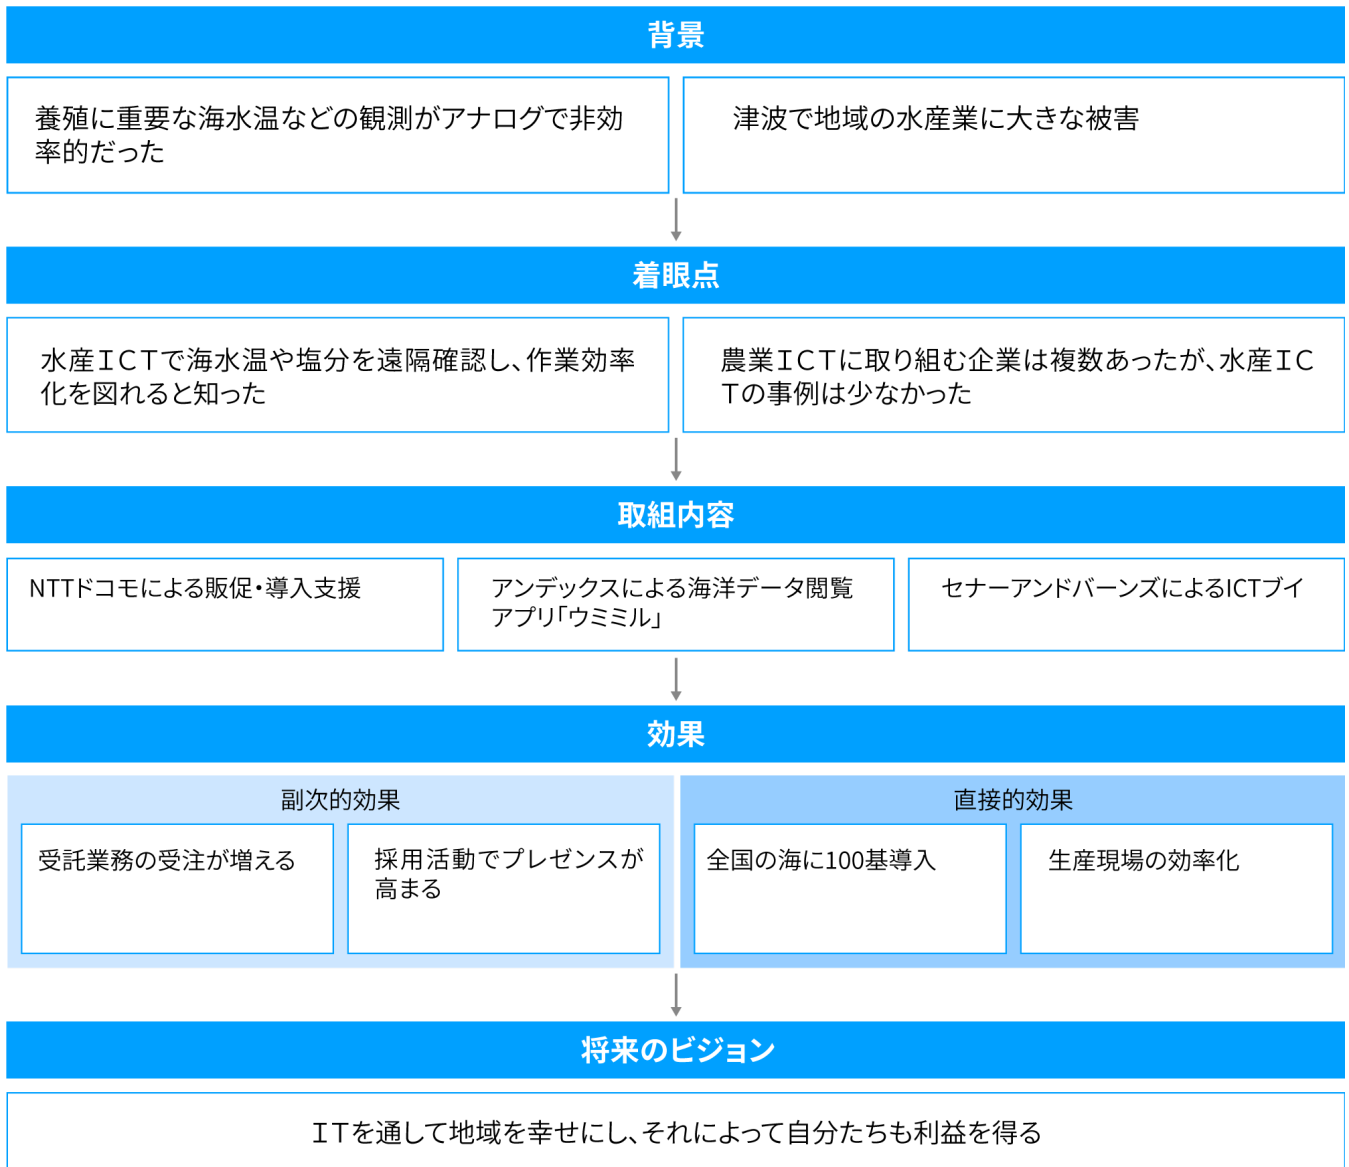 背景
養殖に重要な海水温などの観測がアナログで非効
率的だった
津波で地域の水産業に大きな被害
着眼点
水産ＩＣＴで海水温や塩分を遠隔確認し、作業効率
化を図れると知った
農業ＩＣＴに取り組む企業は複数あったが、水産ＩＣ
Ｔの事例は少なかった
取組内容
NTTドコモによる販促・導入支援
アンデックスによる海洋データ閲覧
アプリ「ウミミル」
セナーアンドバーンズによるICTブイ
効果
副次的効果
受託業務の受注が増える
採用活動でプレゼンスが
高まる
直接的効果
全国の海に100基導入
生産現場の効率化
将来のビジョン
ＩＴを通して地域を幸せにし、それによって自分たちも利益を得る